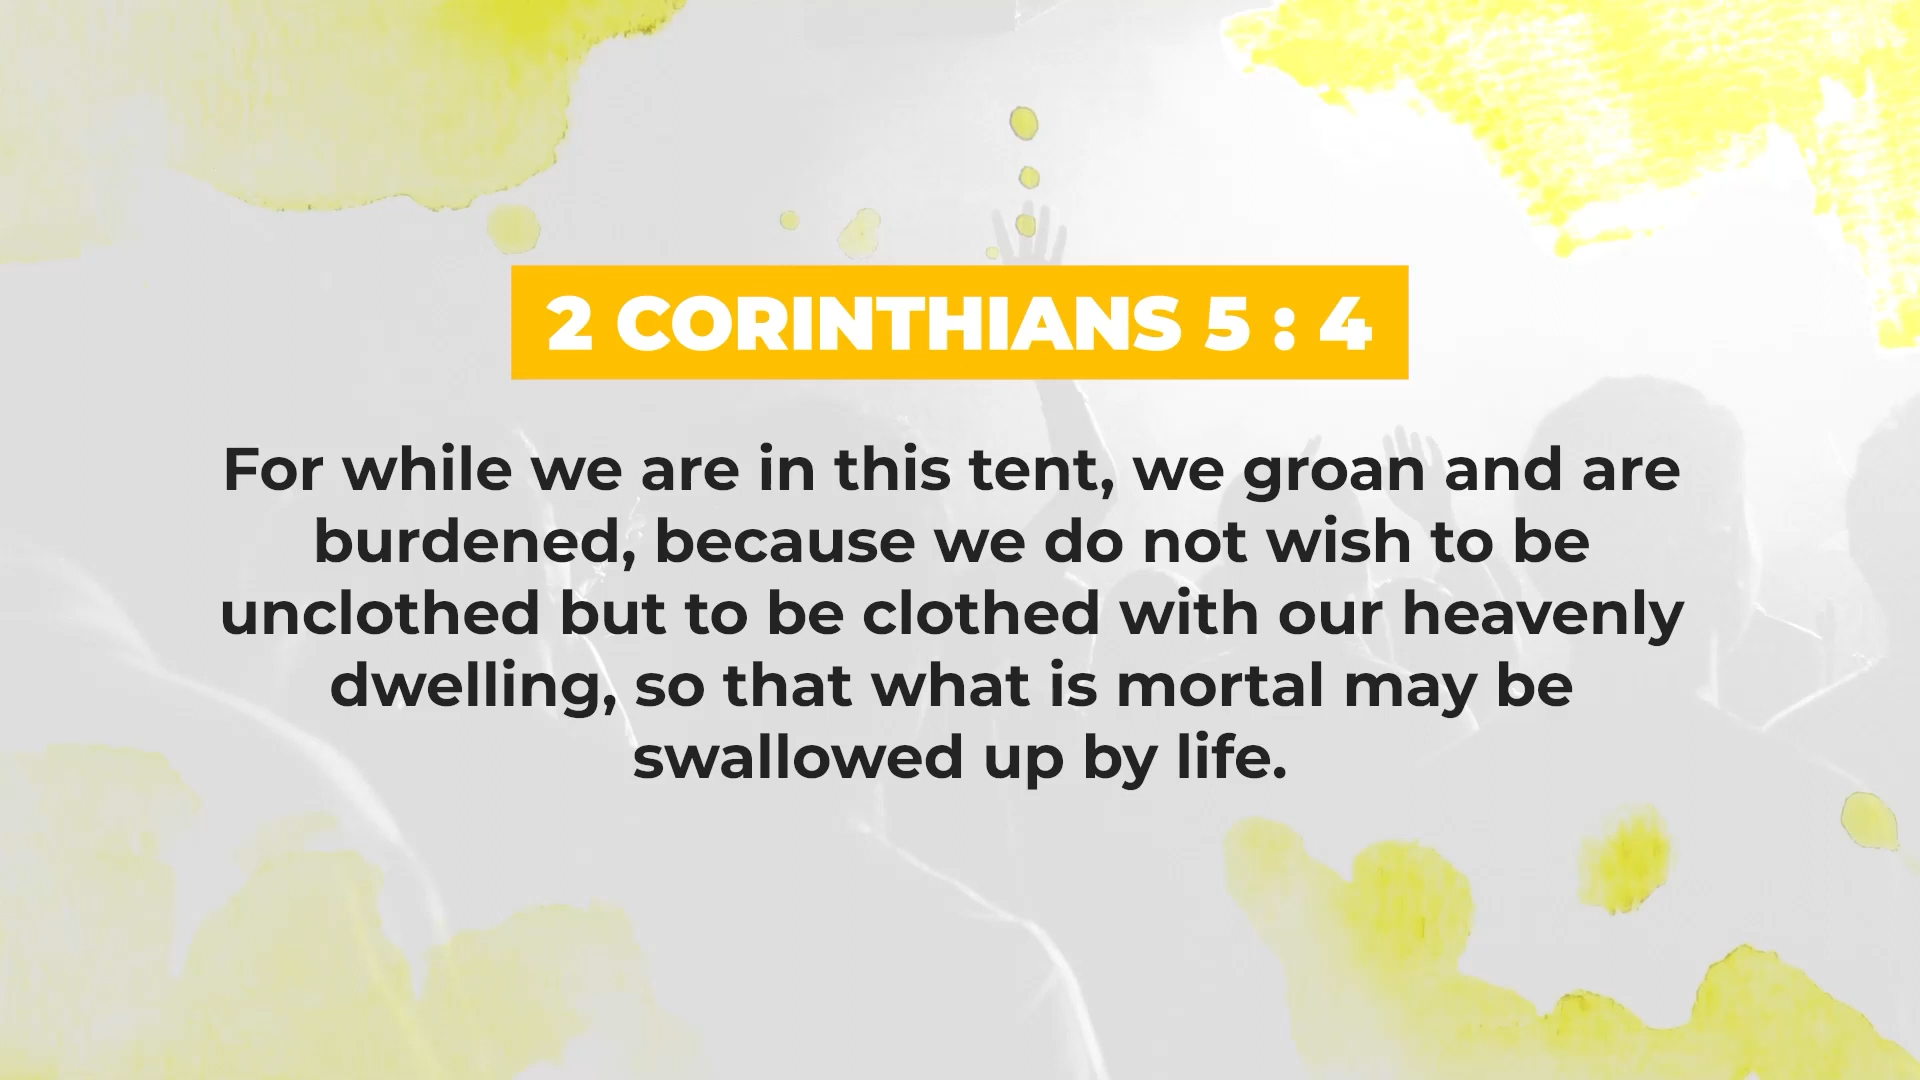 2 CORINTHIANS 5 : 4
For while we are in this tent, we groan and are
burdened, because we do not wish to be
unclothed but to be clothed with our heavenly
dwelling, so that what is mortal may be
swallowed up by life.